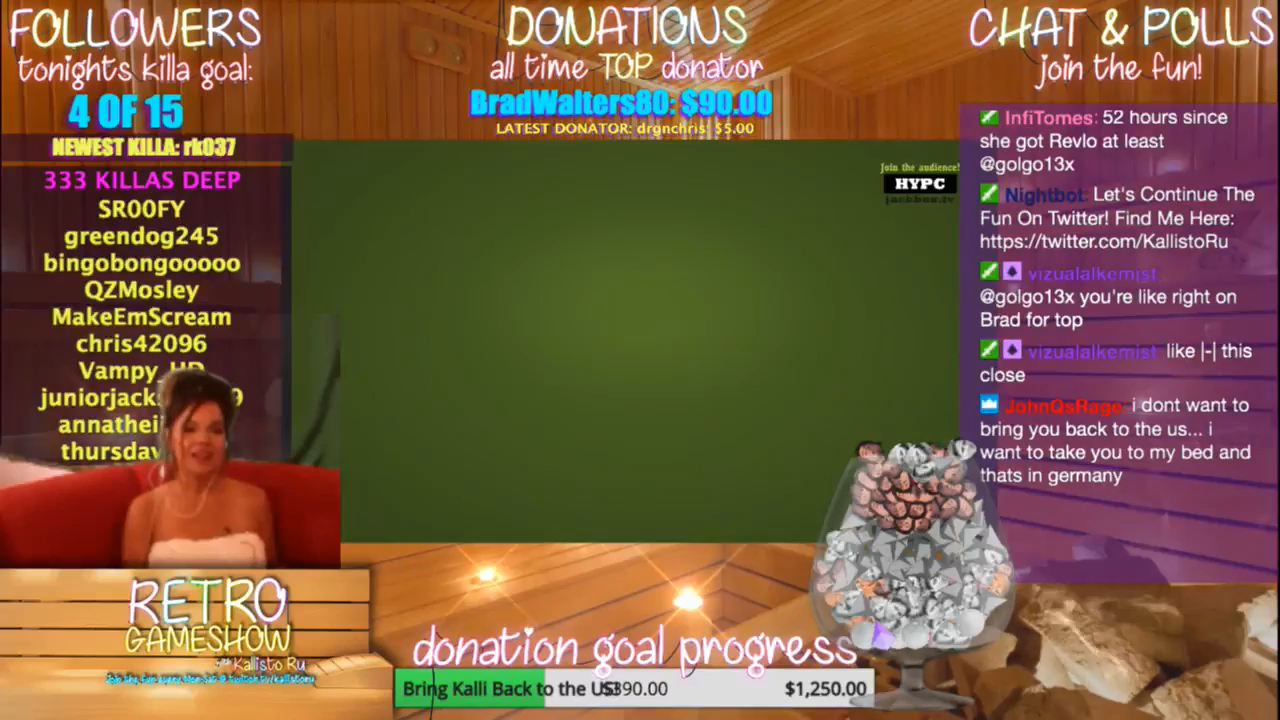 FOLLOWERS
tonights killa goal:
4 OF 15
NEWEST KILLA: rk037
333 KILLAS DEEP
SR00FY
greendog245
bingobongooooo
QZMosley
MakeEmScream
chris42096
Vampy_HD
juniorjack
annathei
thursday
RETRO
GAMESHOW
with Kallisto Ru
DONATIONS
all time TOP donator
BradWalters80: $90.00
LATEST DONATOR: drgnchris: $5.00
Join the audience!
HYPC
jackbox.tv
donation goal progress
Bring Kalli Back to the US! $390.00 $1,250.00
CHAT & POLLS
join the fun!
InfiTomes: 52 hours since
she got Revlo at least
@golgo13x
Nightbot: Let's Continue The
Fun On Twitter! Find Me Here:
https://twitter.com/KallistoRu
vizualalkemist
@golgo13x you're like right on
Brad for top
vizualalkemist like |-| this
close
JohnQsRage: i dont want to
bring you back to the us... i
want to take you to my bed and
thats in germany